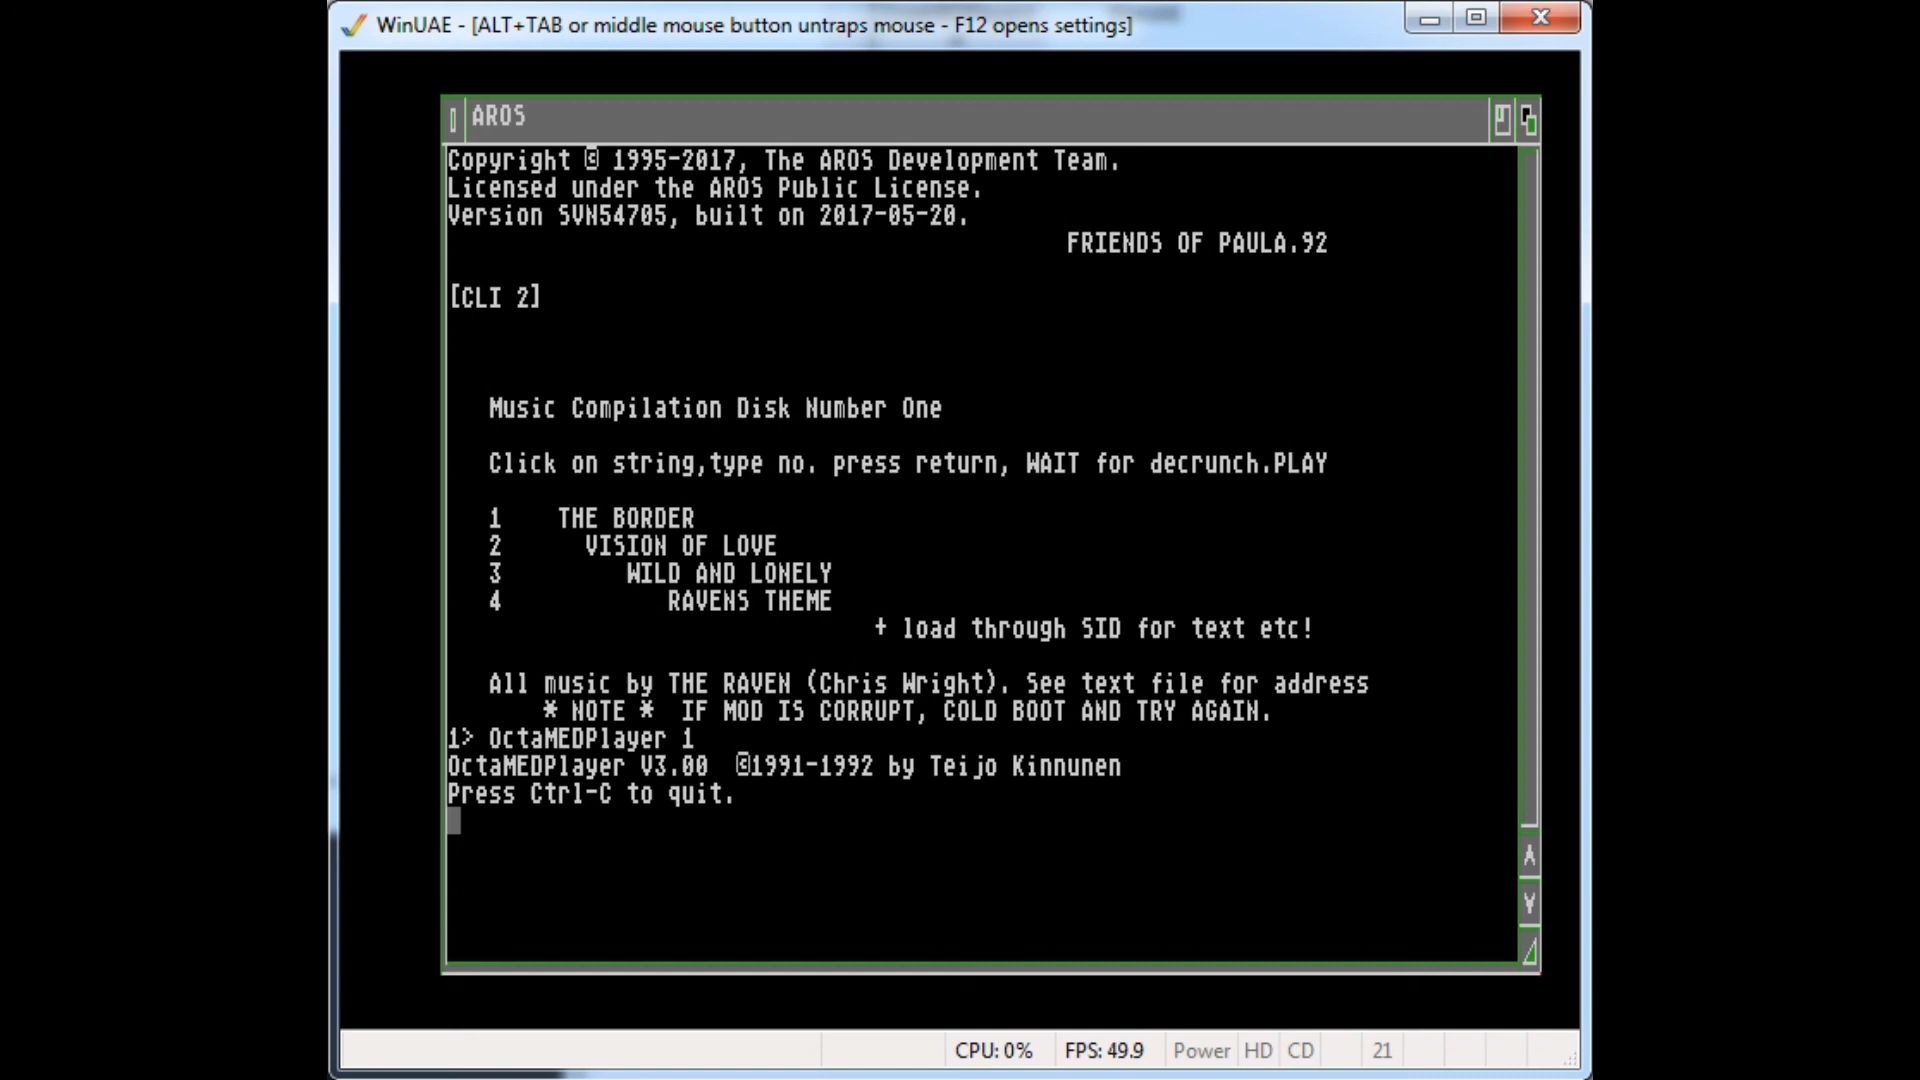 WinUAE - [ALT+TAB or middle mouse button untraps mouse - F12 opens settings]
AROS
Copyright © 1995-2017, The AROS Development Team.
Licensed under the AROS Public License.
Version SVN54705, built on 2017-05-20.
FRIENDS OF PAULA.92
[CLI 2]
Music Compilation Disk Number One
Click on string,type no. press return, WAIT for decrunch.PLAY
1 THE BORDER
2 VISION OF LOVE
3 WILD AND LONELY
4 RAVENS THEME
+ load through SID for text etc!
All music by THE RAVEN (Chris Wright). See text file for address
* NOTE * IF MOD IS CORRUPT, COLD BOOT AND TRY AGAIN.
1> OctaMEDPlayer 1
OctaMEDPlayer V3.00 ©1991-1992 by Teijo Kinnunen
Press Ctrl-C to quit.
CPU: 0% FPS: 49.9 Power HD CD 21